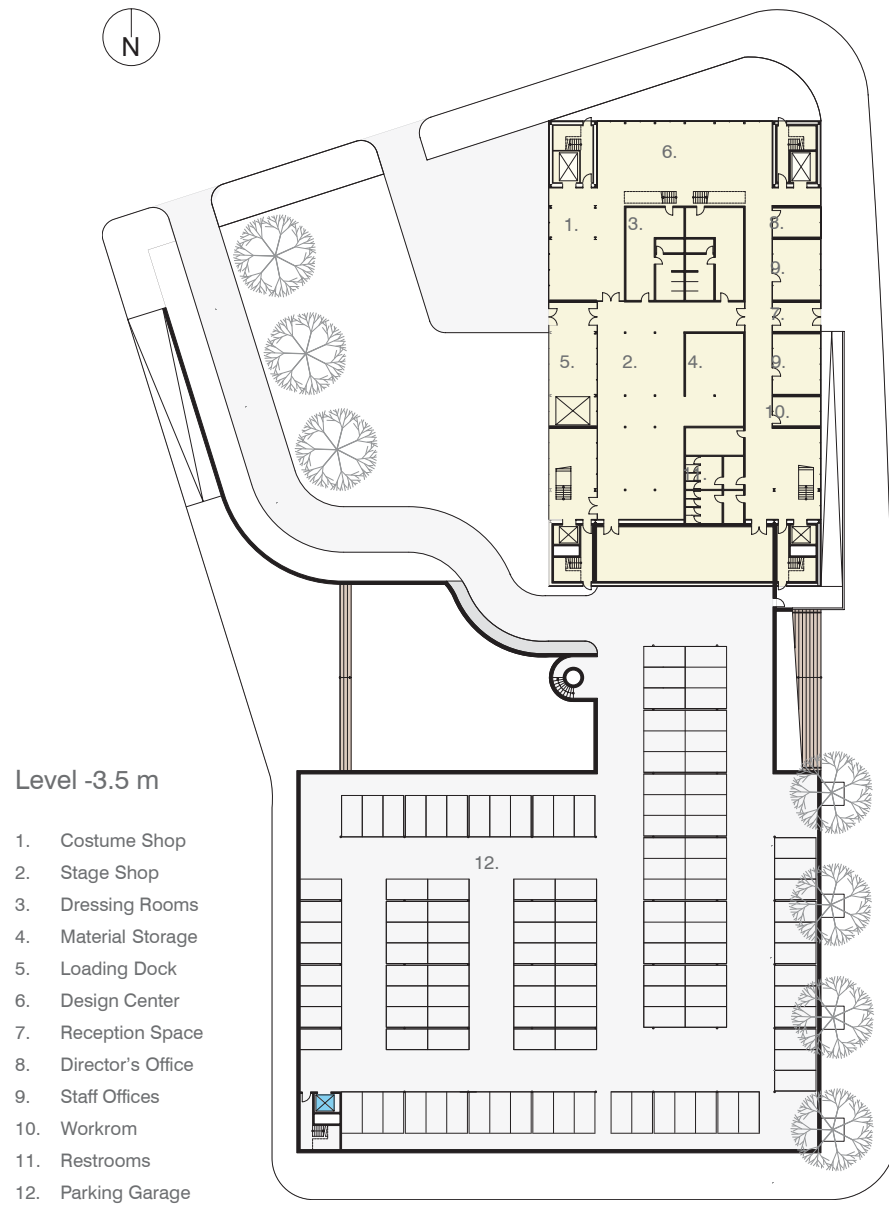 N
6.
1.
3.
8.
9.
7.
5.
2.
4.
9.
10.
11.
12.
Level -3.5 m
1. Costume Shop
2. Stage Shop
3. Dressing Rooms
4. Material Storage
5. Loading Dock
6. Design Center
7. Reception Space
8. Director’s Office
9. Staff Offices
10. Workrom
11. Restrooms
12. Parking Garage